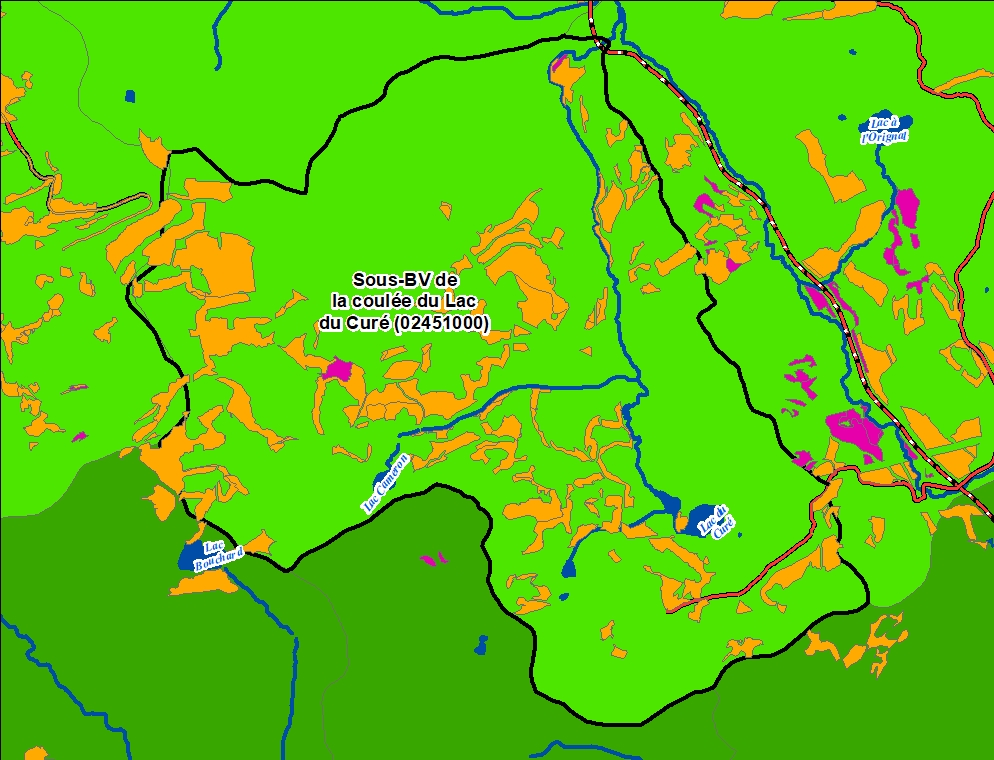 Lac à
l'Orignal
Sous-BV de
la coulée du Lac
du Curé (02451000)
Lac Cameron
Lac du
Curé
Lac
Bouchard